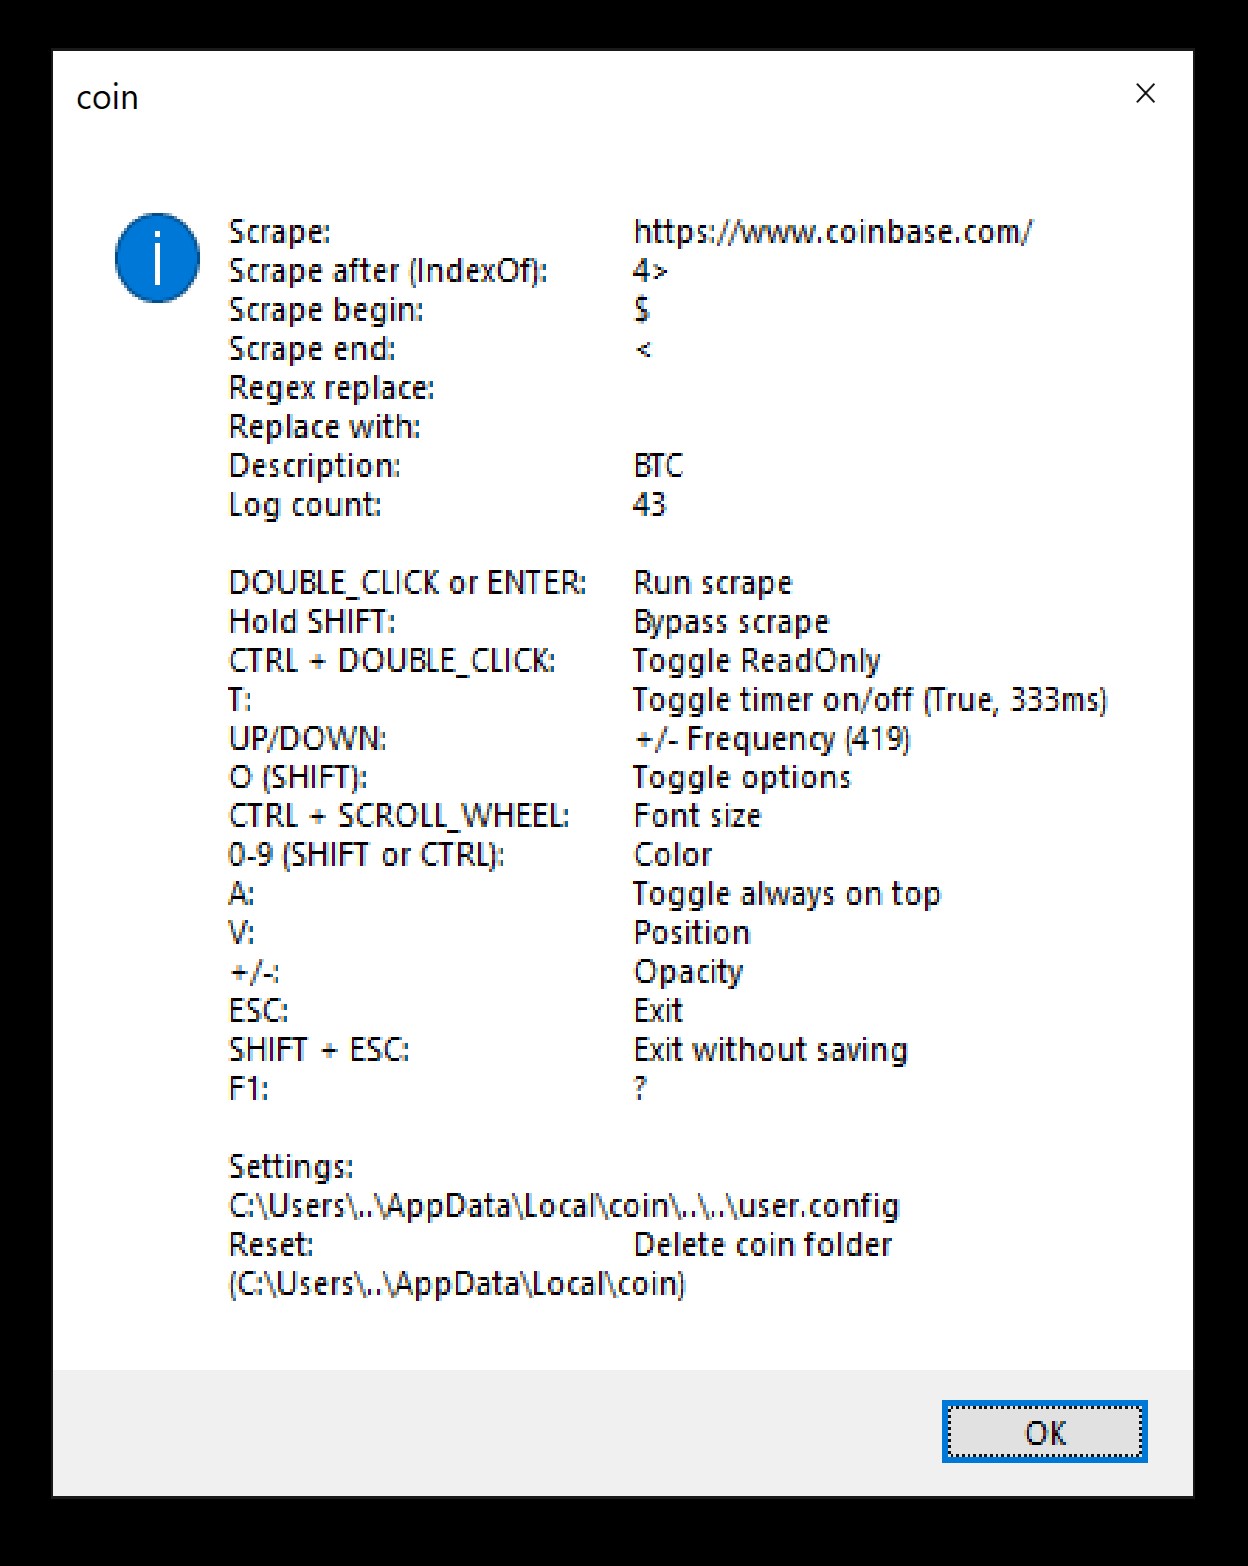 coin
Scrape: https://www.coinbase.com/
Scrape after (IndexOf): 4>
Scrape begin: $
Scrape end: <
Regex replace:
Replace with:
Description: BTC
Log count: 43
DOUBLE_CLICK or ENTER: Run scrape
Hold SHIFT: Bypass scrape
CTRL + DOUBLE_CLICK: Toggle ReadOnly
T: Toggle timer on/off (True, 333ms)
UP/DOWN: +/- Frequency (419)
O (SHIFT): Toggle options
CTRL + SCROLL_WHEEL: Font size
0-9 (SHIFT or CTRL): Color
A: Toggle always on top
V: Position
+/-: Opacity
ESC: Exit
SHIFT + ESC: Exit without saving
F1: ?
Settings:
C:\Users\..\AppData\Local\coin\..\..\user.config
Reset: Delete coin folder
(C:\Users\..\AppData\Local\coin)
OK